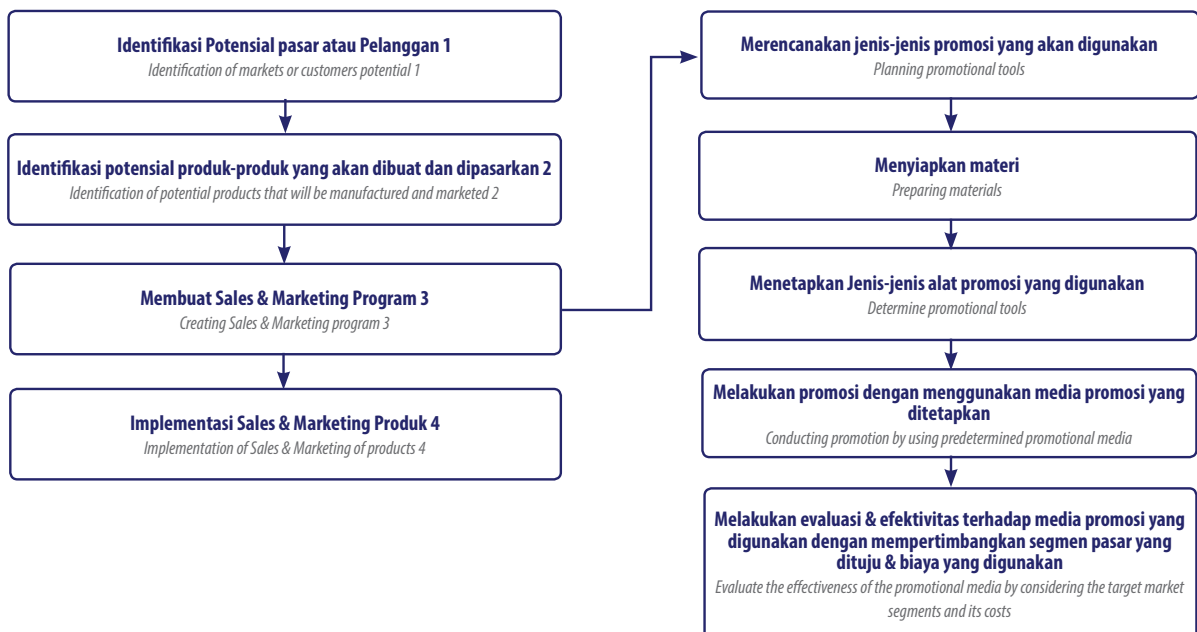 Identifikasi Potensial pasar atau Pelanggan 1
Identification of markets or customers potential 1
Identifikasi potensial produk-produk yang akan dibuat dan dipasarkan 2
Identification of potential products that will be manufactured and marketed 2
Membuat Sales & Marketing Program 3
Creating Sales & Marketing program 3
Implementasi Sales & Marketing Produk 4
Implementation of Sales & Marketing of products 4
Merencanakan jenis-jenis promosi yang akan digunakan
Planning promotional tools
Menyiapkan materi
Preparing materials
Menetapkan Jenis-jenis alat promosi yang digunakan
Determine promotional tools
Melakukan promosi dengan menggunakan media promosi yang
ditetapkan
Conducting promotion by using predetermined promotional media
Melakukan evaluasi & efektivitas terhadap media promosi yang
digunakan dengan mempertimbangkan segmen pasar yang
dituju & biaya yang digunakan
Evaluate the effectiveness of the promotional media by considering the target market
segments and its costs